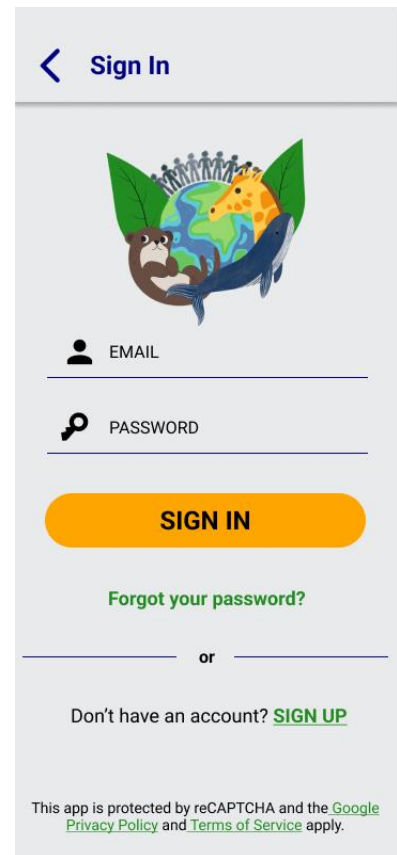 Sign In
EMAIL
PASSWORD
SIGN IN
Forgot your password?
or
Don’t have an account? SIGN UP
This app is protected by reCAPTCHA and the Google
Privacy Policy and Terms of Service apply.